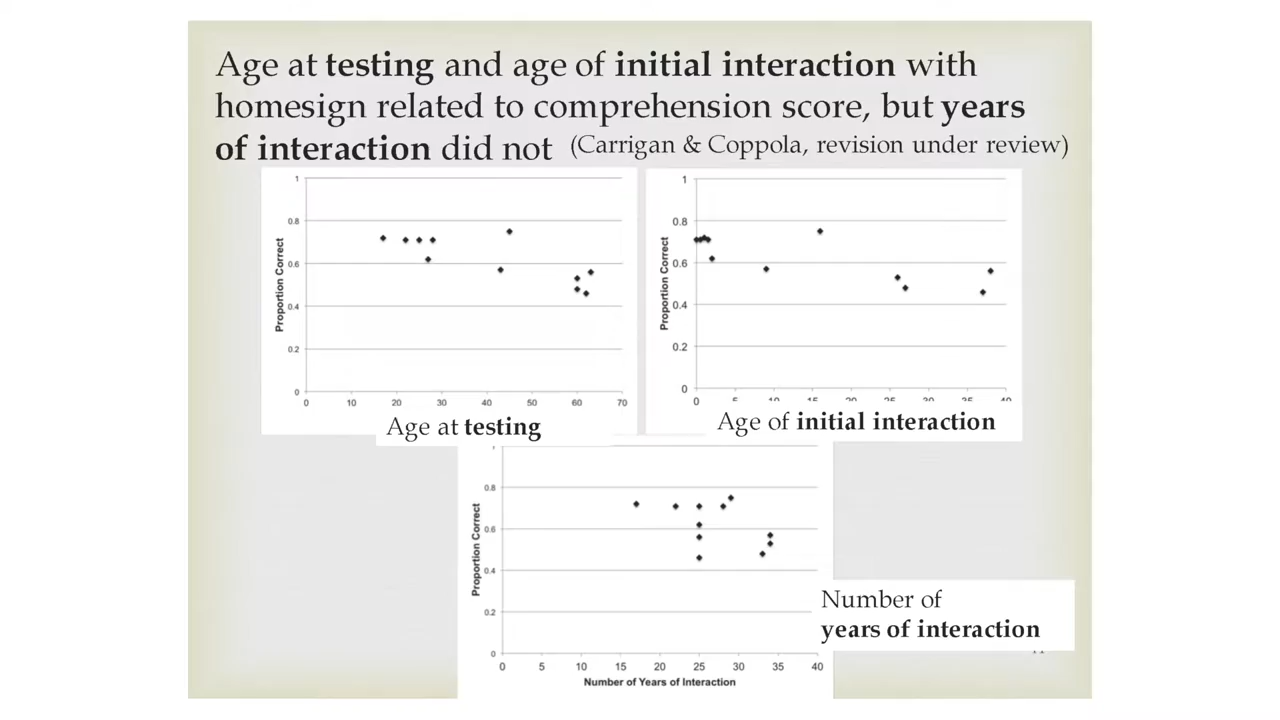 Age at testing and age of initial interaction with
homesign related to comprehension score, but years
of interaction did not (Carrigan & Coppola, revision under review)
1
0.8
0.6
0.4
0.2
0
Proportion Correct
0 10 20 30 40 50 60 70
Age at testing
1
0.8
0.6
0.4
0.2
0
Proportion Correct
0 5 10 15 20 25 30 35 40
Age of initial interaction
0.8
0.6
0.4
0.2
0
Proportion Correct
0 5 10 15 20 25 30 35 40
Number of Years of Interaction
Number of
years of interaction